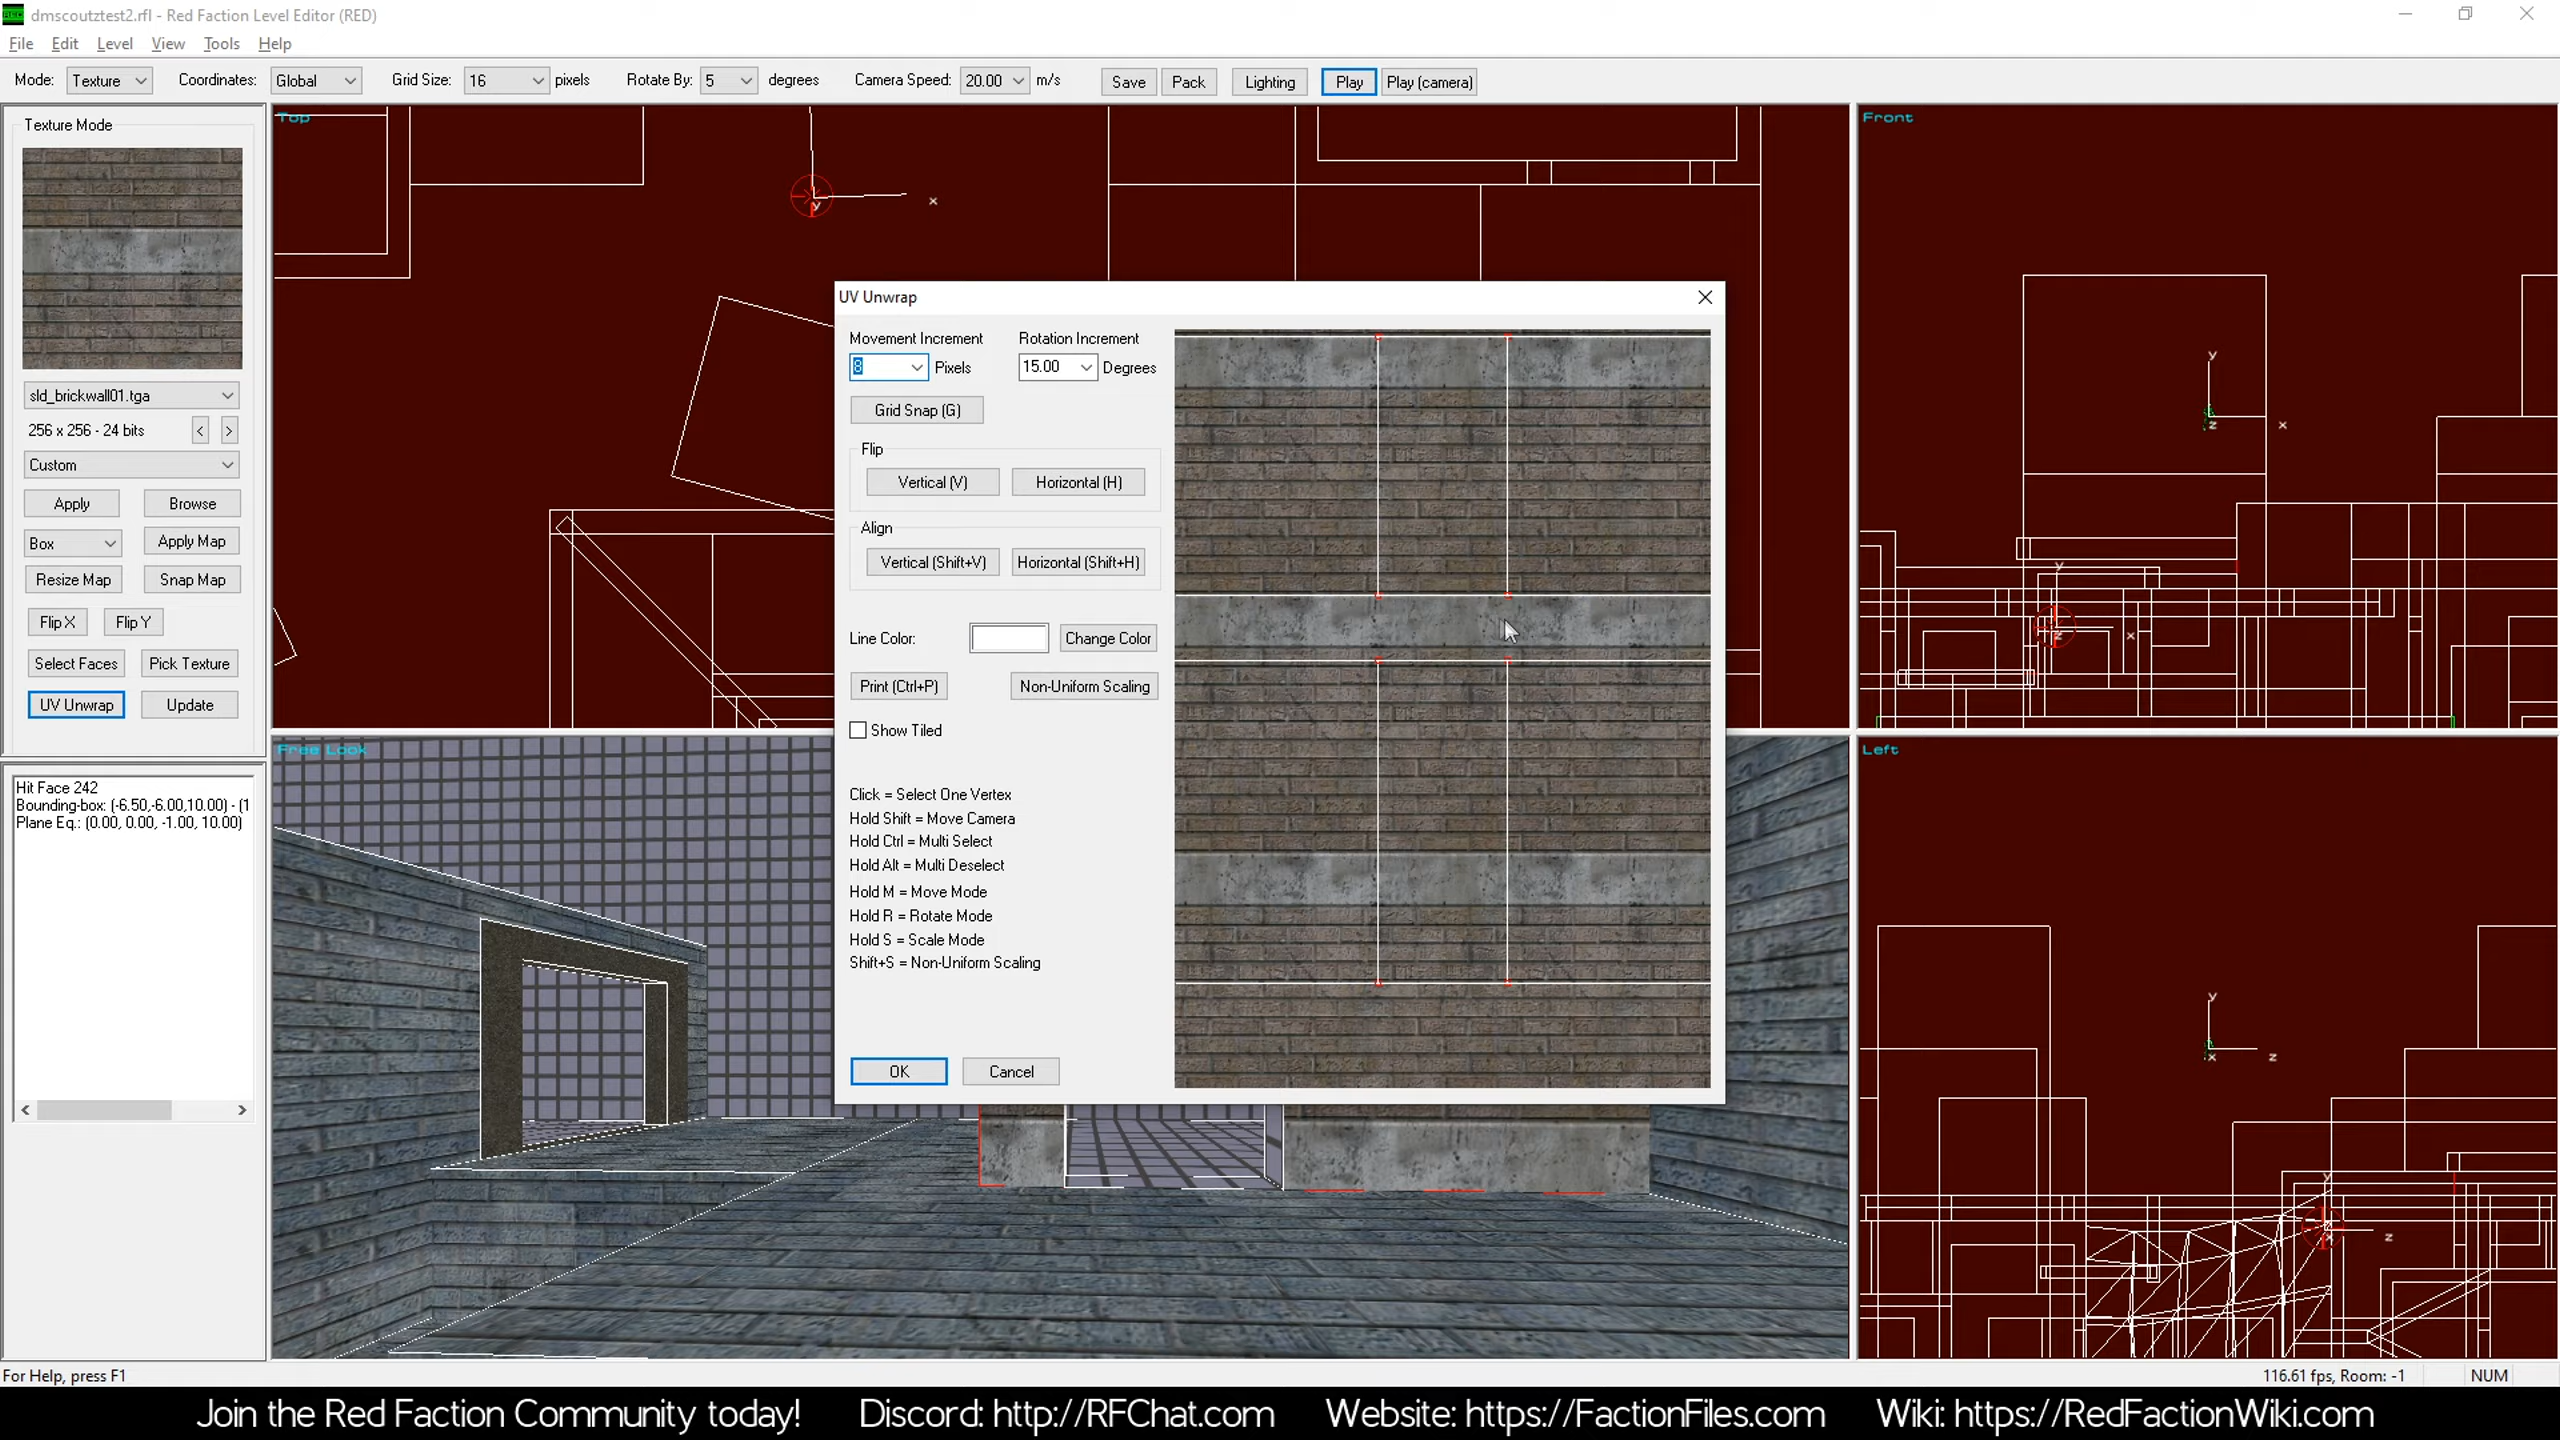 dmscoutztest2.rfl - Red Faction Level Editor (RED)
File Edit Level View Tools Help
Mode: Texture Coordinates: Global Grid Size: 16 pixels Rotate By: 5 degrees Camera Speed: 20.00 m/s Save Pack Lighting Play Play (camera)
Texture Mode
sld_brickwall01.tga
256 x 256 - 24 bits < >
Custom
Apply Browse
Box Apply Map
Resize Map Snap Map
Flip X Flip Y
Select Faces Pick Texture
UV Unwrap Update
Hit Face 242
Bounding-box: (-6.50,-6.00,10.00) - (1
Plane Eq.: (0.00, 0.00, -1.00, 10.00)
Top
y x
Front
y
z x
y
z x
Free Look
Left
y
x z
y
x z
UV Unwrap
Movement Increment Rotation Increment
8 Pixels 15.00 Degrees
Grid Snap (G)
Flip
Vertical (V) Horizontal (H)
Align
Vertical (Shift+V) Horizontal (Shift+H)
Line Color: Change Color
Print (Ctrl+P) Non-Uniform Scaling
Show Tiled
Click = Select One Vertex
Hold Shift = Move Camera
Hold Ctrl = Multi Select
Hold Alt = Multi Deselect
Hold M = Move Mode
Hold R = Rotate Mode
Hold S = Scale Mode
Shift+S = Non-Uniform Scaling
OK Cancel
For Help, press F1
116.61 fps, Room: -1 NUM
Join the Red Faction Community today! Discord: http://RFChat.com Website: https://FactionFiles.com Wiki: https://RedFactionWiki.com